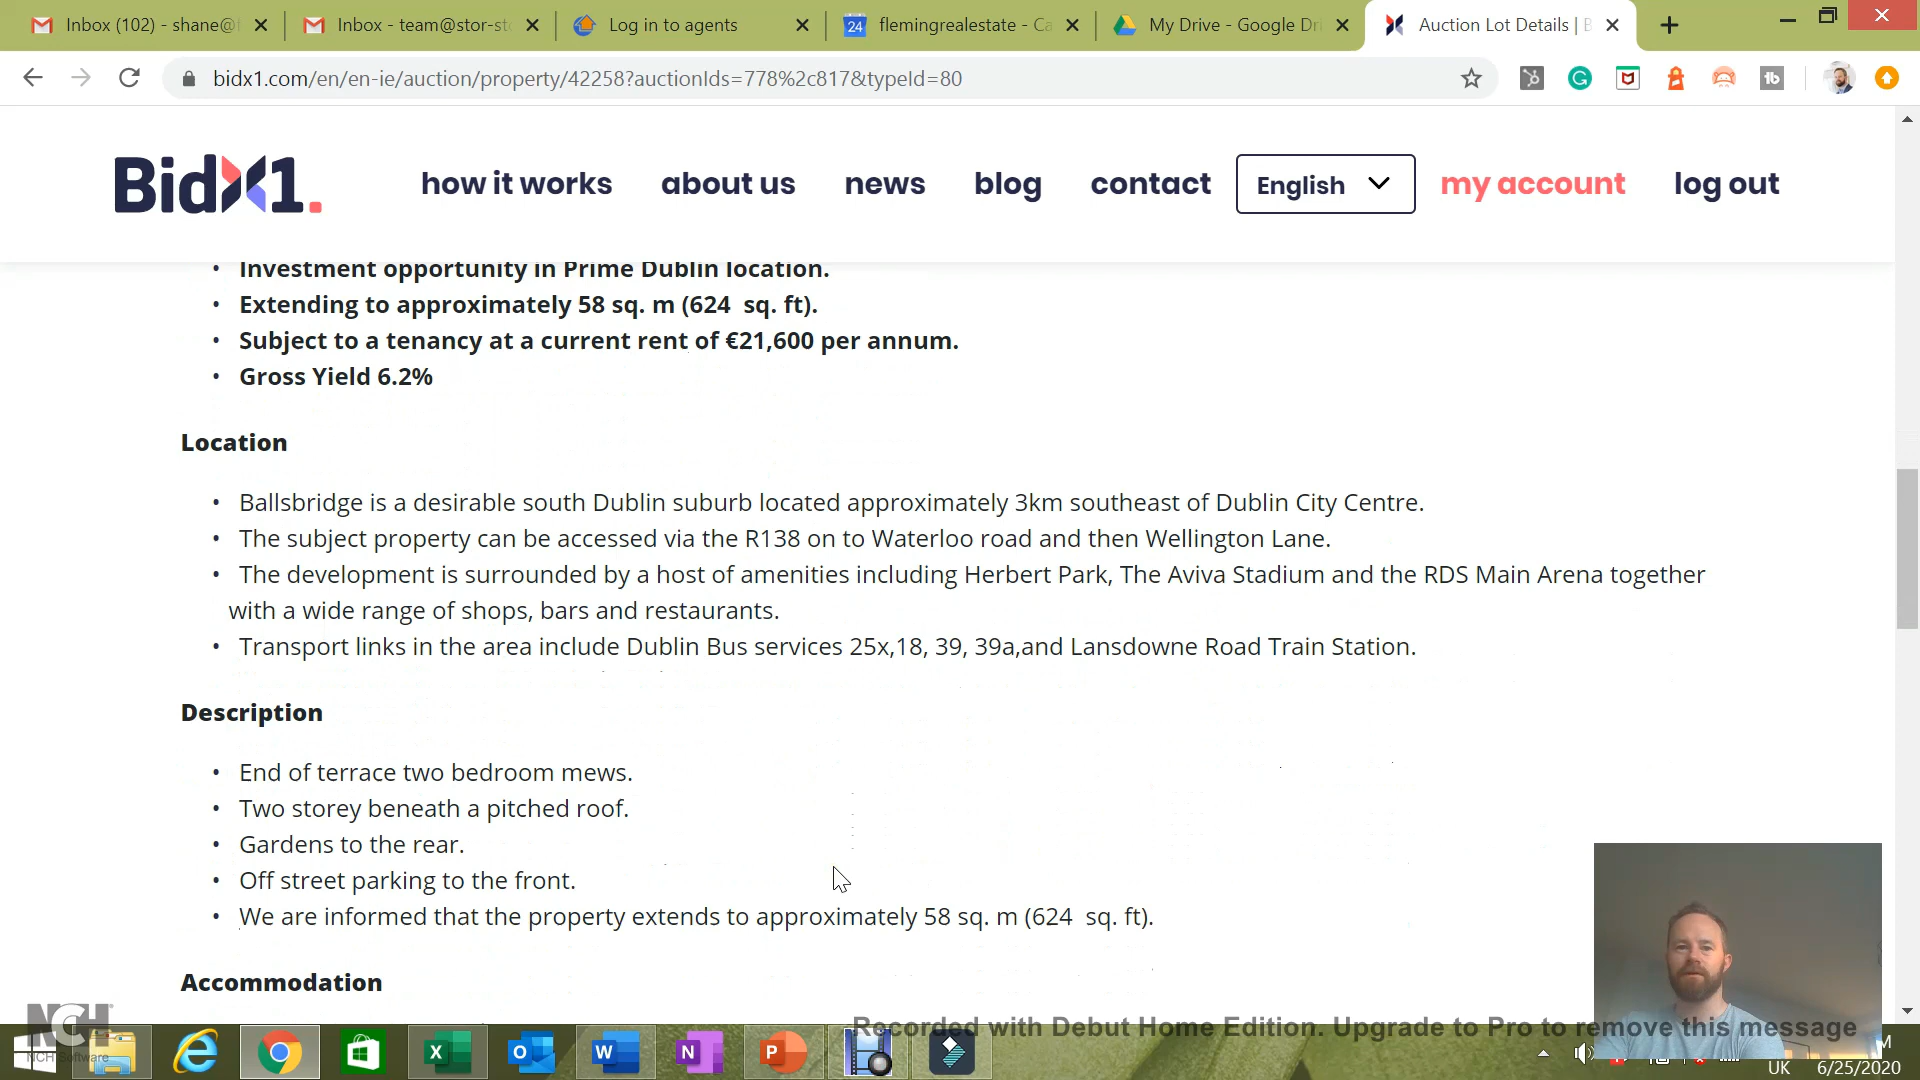 Inbox (102) - shane@
Inbox - team@stor-st
Log in to agents
24
flemingrealestate - Ca
My Drive - Google Dri
Auction Lot Details | B
bidx1.com/en/en-ie/auction/property/42258?auctionIds=778%2c817&typeId=80
BidX1.
how it works
about us
news
blog
contact
English
my account
log out
• Investment opportunity in Prime Dublin location.
• Extending to approximately 58 sq. m (624 sq. ft).
• Subject to a tenancy at a current rent of €21,600 per annum.
• Gross Yield 6.2%
Location
• Ballsbridge is a desirable south Dublin suburb located approximately 3km southeast of Dublin City Centre.
• The subject property can be accessed via the R138 on to Waterloo road and then Wellington Lane.
• The development is surrounded by a host of amenities including Herbert Park, The Aviva Stadium and the RDS Main Arena together
with a wide range of shops, bars and restaurants.
• Transport links in the area include Dublin Bus services 25x,18, 39, 39a,and Lansdowne Road Train Station.
Description
• End of terrace two bedroom mews.
• Two storey beneath a pitched roof.
• Gardens to the rear.
• Off street parking to the front.
• We are informed that the property extends to approximately 58 sq. m (624 sq. ft).
Accommodation
NCH
NCH Software
Recorded with Debut Home Edition. Upgrade to Pro to remove this message
UK
6/25/2020